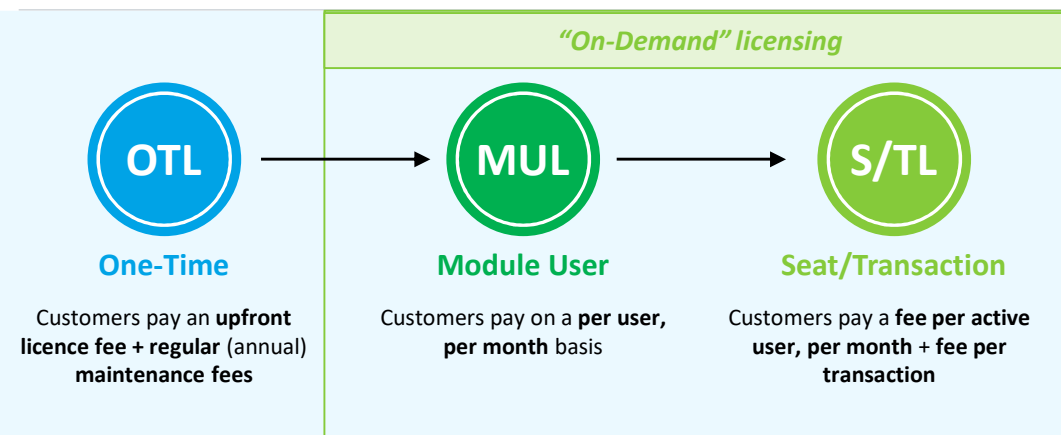 “On-Demand” licensing
OTL
MUL
S/TL
One-Time
Module User
Seat/Transaction
Customers pay an upfront
licence fee + regular (annual)
maintenance fees
Customers pay on a per user,
per month basis
Customers pay a fee per active
user, per month + fee per
transaction